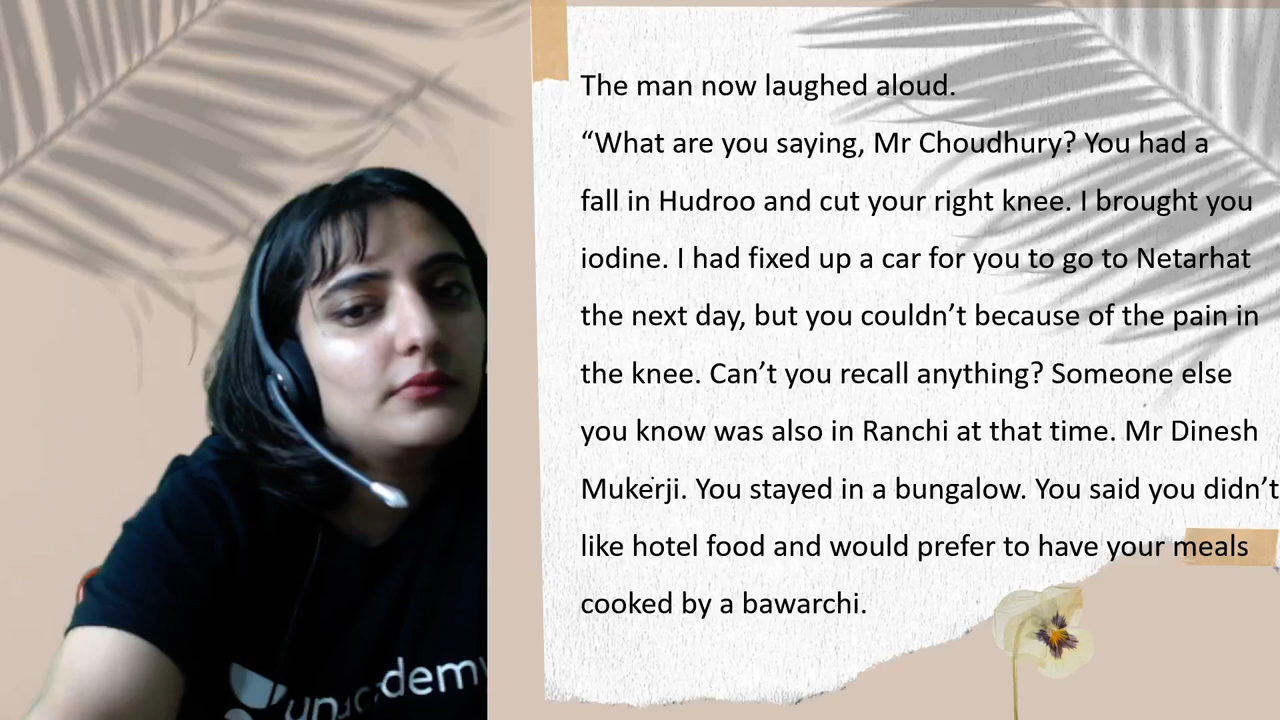 The man now laughed aloud.
“What are you saying, Mr Choudhury? You had a
fall in Hudroo and cut your right knee. I brought you
iodine. I had fixed up a car for you to go to Netarhat
the next day, but you couldn’t because of the pain in
the knee. Can’t you recall anything? Someone else
you know was also in Ranchi at that time. Mr Dinesh
Mukerji. You stayed in a bungalow. You said you didn’t
like hotel food and would prefer to have your meals
cooked by a bawarchi.
unacademy